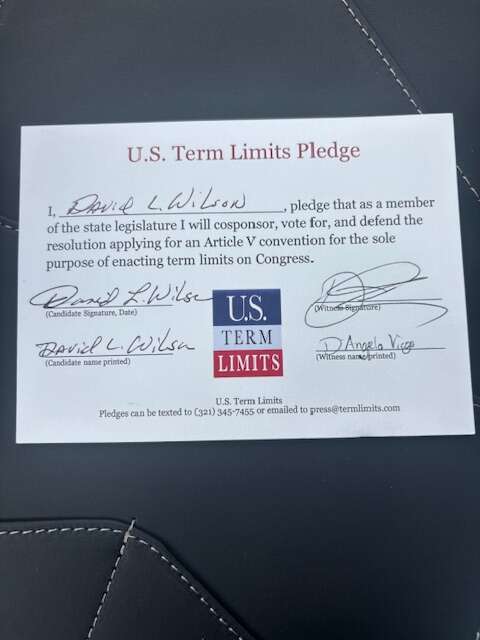 U.S. Term Limits Pledge
I, David L. Wilson, pledge that as a member
of the state legislature I will cosponsor, vote for, and defend the
resolution applying for an Article V convention for the sole
purpose of enacting term limits on Congress.
David L. Wilson
(Candidate Signature, Date)
(Witness Signature)
David L. Wilson
(Candidate name printed)
D'Angelo
(Witness name printed)
U.S.
TERM
LIMITS
U.S. Term Limits
Pledges can be texted to (321) 345-7455 or emailed to press@termlimits.com